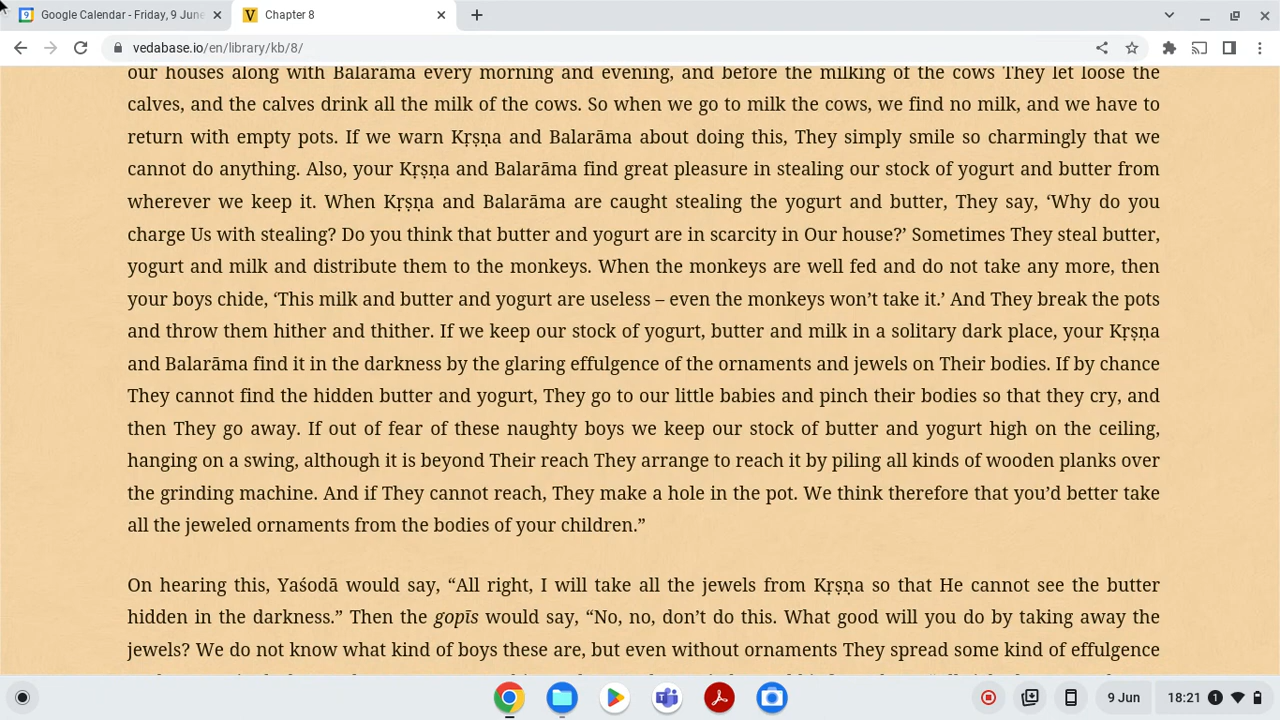 Google Calendar - Friday, 9 June
Chapter 8
vedabase.io/en/library/kb/8/
our houses along with Balarāma every morning and evening, and before the milking of the cows They let loose the
calves, and the calves drink all the milk of the cows. So when we go to milk the cows, we find no milk, and we have to
return with empty pots. If we warn Kṛṣṇa and Balarāma about doing this, They simply smile so charmingly that we
cannot do anything. Also, your Kṛṣṇa and Balarāma find great pleasure in stealing our stock of yogurt and butter from
wherever we keep it. When Kṛṣṇa and Balarāma are caught stealing the yogurt and butter, They say, ‘Why do you
charge Us with stealing? Do you think that butter and yogurt are in scarcity in Our house?’ Sometimes They steal butter,
yogurt and milk and distribute them to the monkeys. When the monkeys are well fed and do not take any more, then
your boys chide, ‘This milk and butter and yogurt are useless – even the monkeys won’t take it.’ And They break the pots
and throw them hither and thither. If we keep our stock of yogurt, butter and milk in a solitary dark place, your Kṛṣṇa
and Balarāma find it in the darkness by the glaring effulgence of the ornaments and jewels on Their bodies. If by chance
They cannot find the hidden butter and yogurt, They go to our little babies and pinch their bodies so that they cry, and
then They go away. If out of fear of these naughty boys we keep our stock of butter and yogurt high on the ceiling,
hanging on a swing, although it is beyond Their reach They arrange to reach it by piling all kinds of wooden planks over
the grinding machine. And if They cannot reach, They make a hole in the pot. We think therefore that you’d better take
all the jeweled ornaments from the bodies of your children.”
On hearing this, Yaśodā would say, “All right, I will take all the jewels from Kṛṣṇa so that He cannot see the butter
hidden in the darkness.” Then the gopīs would say, “No, no, don’t do this. What good will you do by taking away the
jewels? We do not know what kind of boys these are, but even without ornaments They spread some kind of effulgence
9 Jun
18:21
1